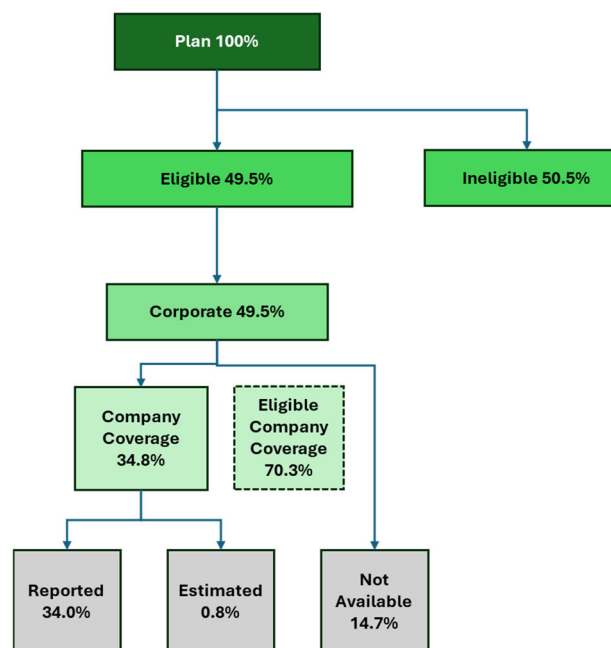 Plan 100%
Eligible 49.5%
Ineligible 50.5%
Corporate 49.5%
Company
Coverage
34.8%
Eligible
Company
Coverage
70.3%
Reported
34.0%
Estimated
0.8%
Not
Available
14.7%